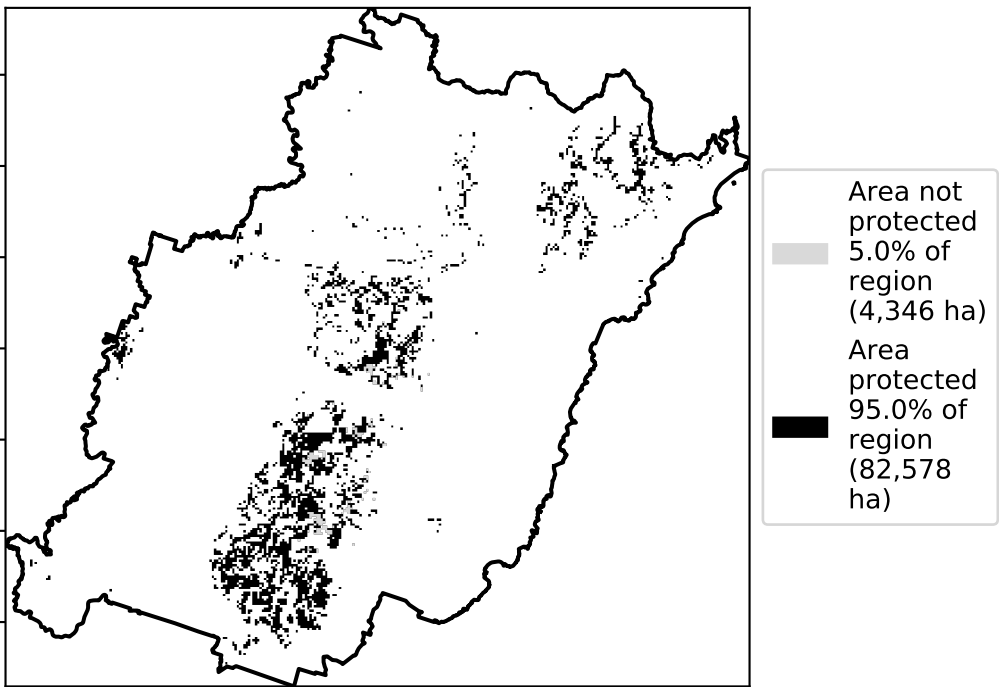 Area not
protected
5.0% of
region
(4,346 ha)
Area
protected
95.0% of
region
(82,578
ha)